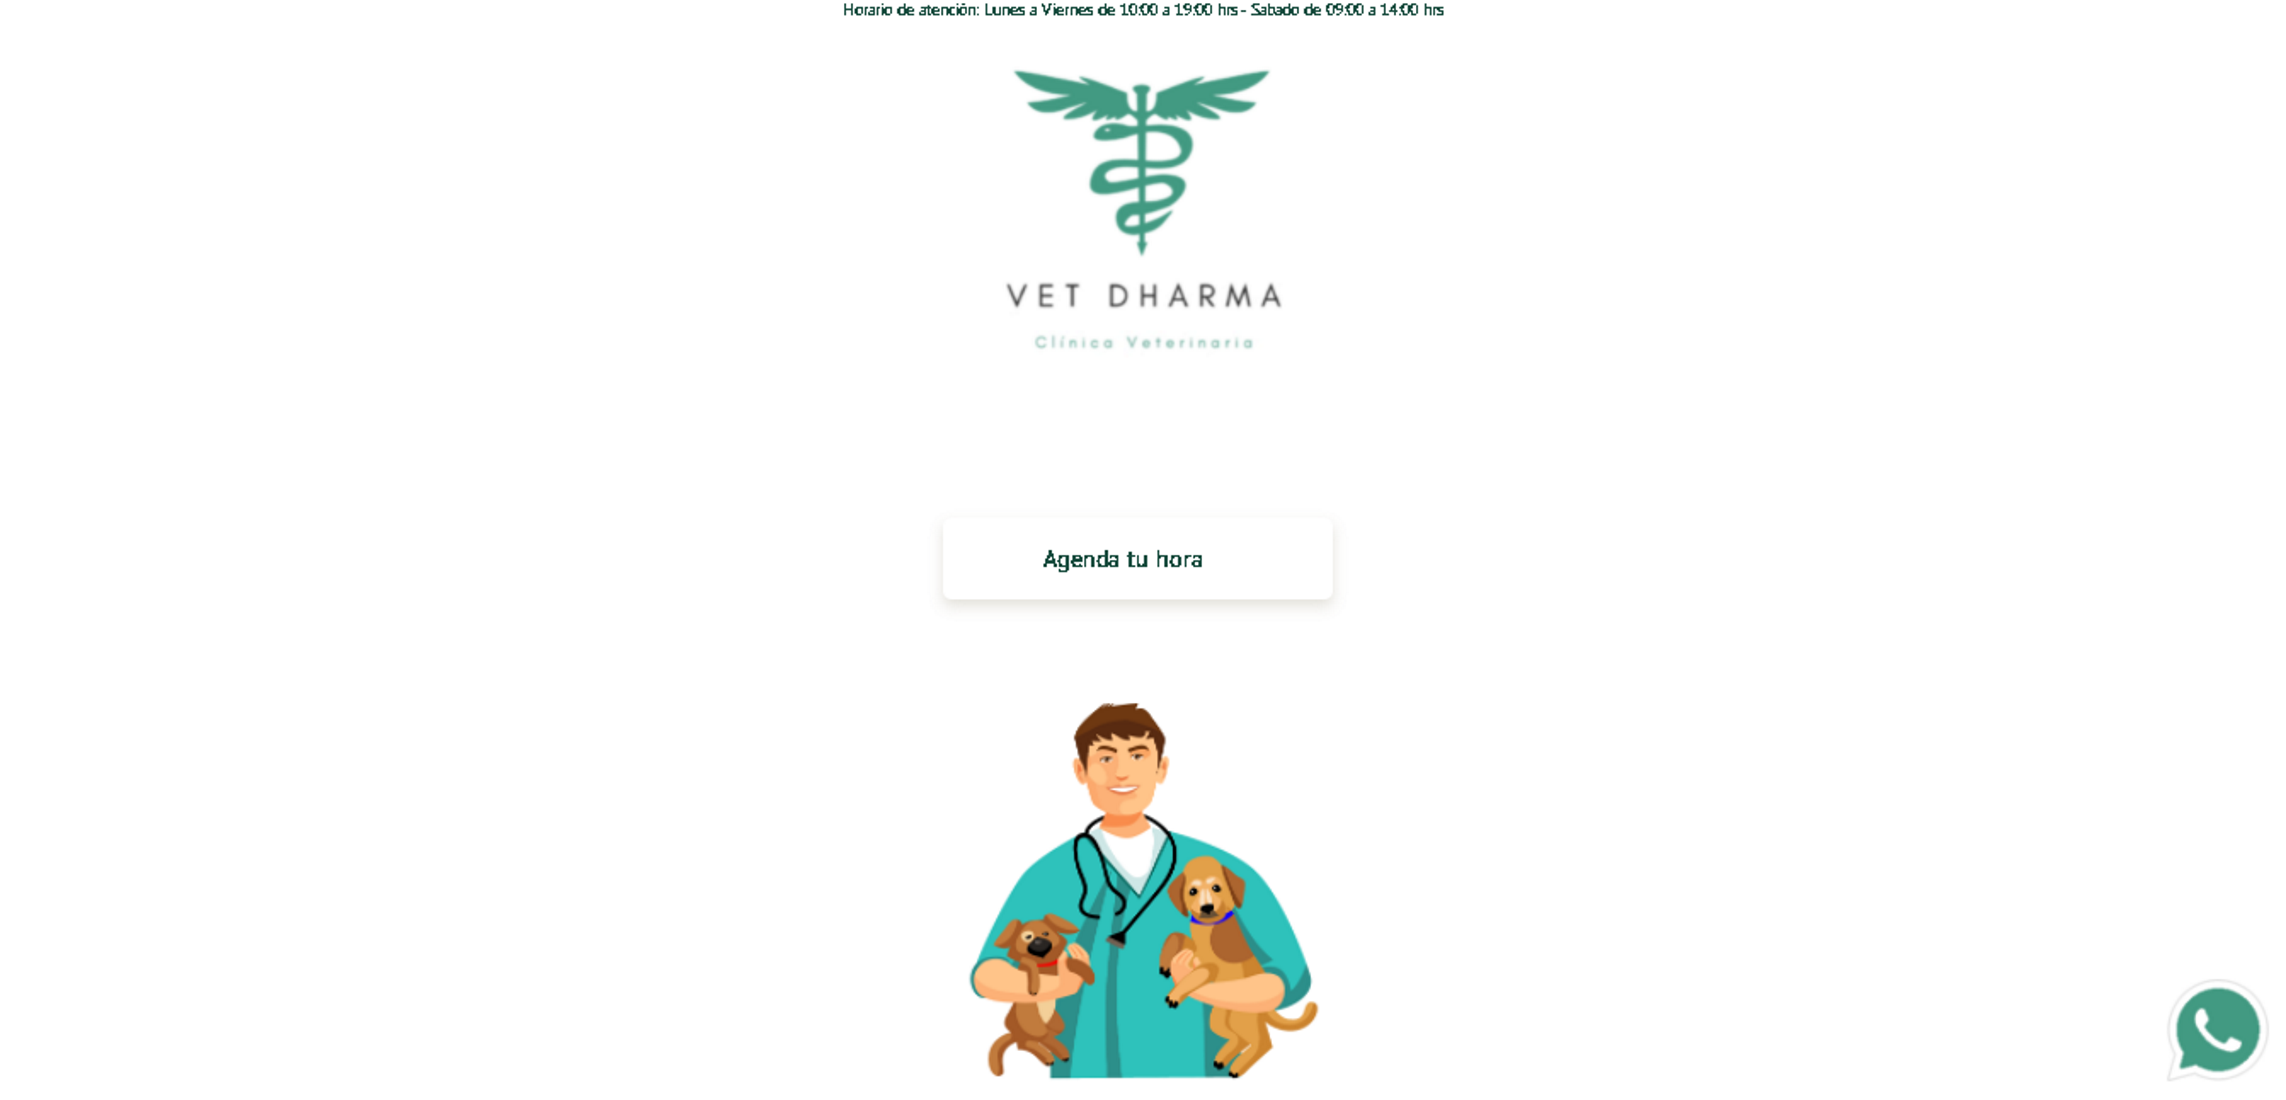 Horario de atención: Lunes a Viernes de 10:00 a 19:00 hrs - Sabado de 09:00 a 14:00 hrs
VET DHARMA
Clínica Veterinaria
Agenda tu hora